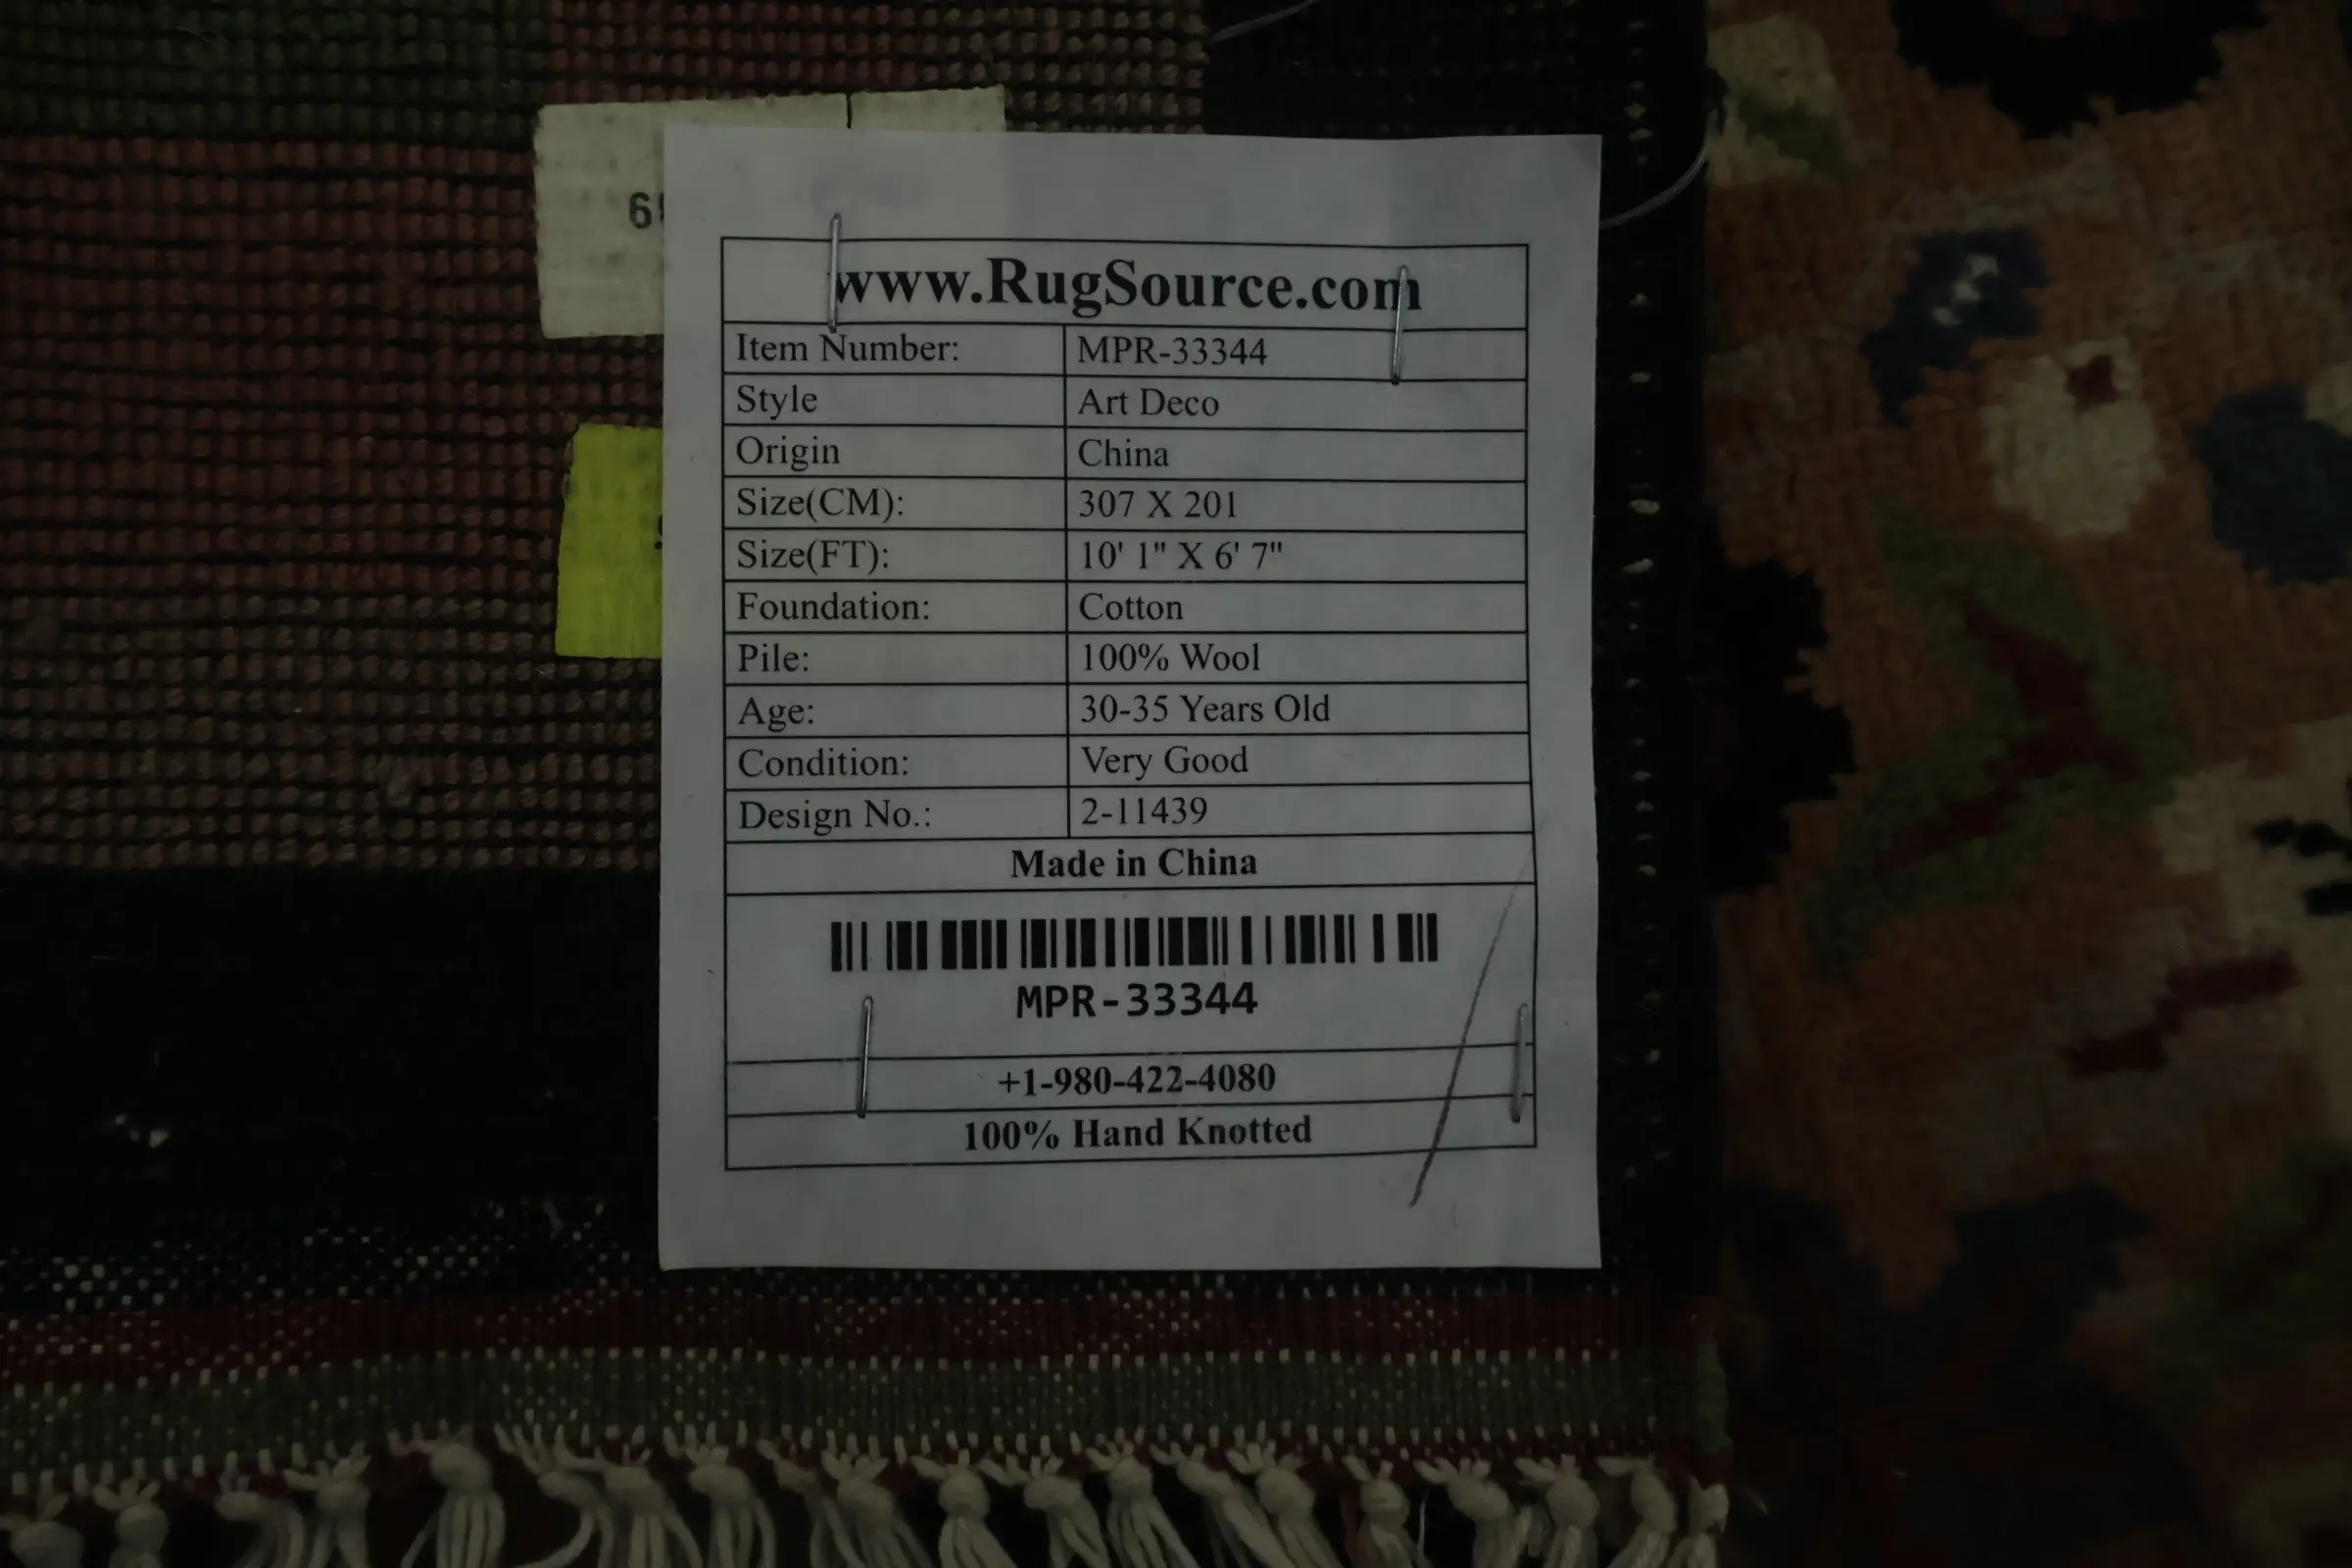 www.RugSource.com
Item Number: MPR-33344
Style Art Deco
Origin China
Size(CM): 307 X 201
Size(FT): 10' 1" X 6' 7"
Foundation: Cotton
Pile: 100% Wool
Age: 30-35 Years Old
Condition: Very Good
Design No.: 2-11439
Made in China
MPR-33344
+1-980-422-4080
100% Hand Knotted